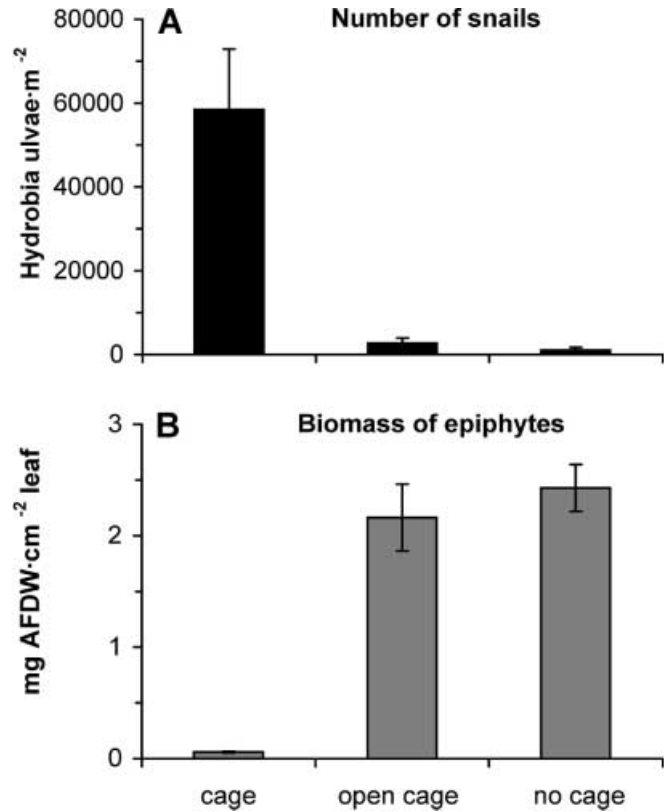 A Number of snails
Hydrobia ulvae·m⁻²
80000
60000
40000
20000
0
B Biomass of epiphytes
mg AFDW·cm⁻² leaf
3
2
1
0
cage open cage no cage